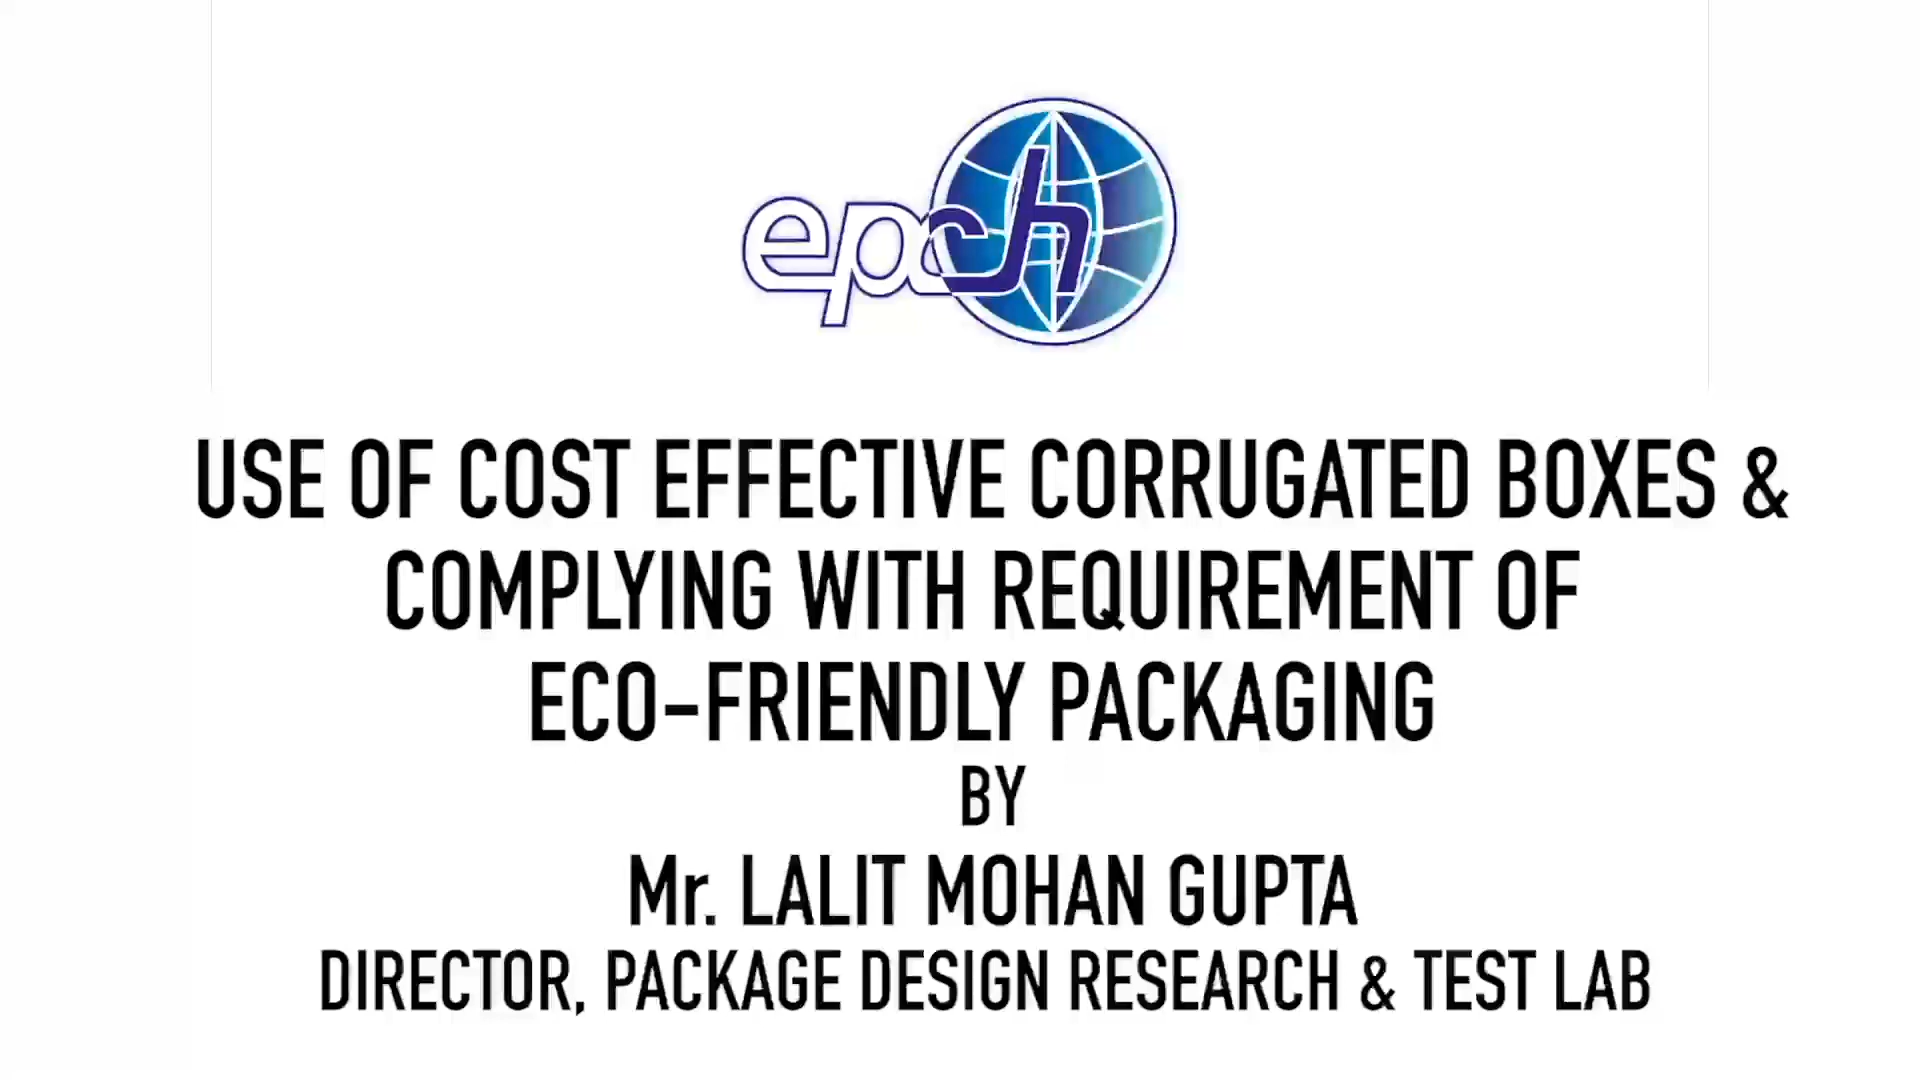 epch
USE OF COST EFFECTIVE CORRUGATED BOXES &
COMPLYING WITH REQUIREMENT OF
ECO-FRIENDLY PACKAGING
BY
Mr. LALIT MOHAN GUPTA
DIRECTOR, PACKAGE DESIGN RESEARCH & TEST LAB